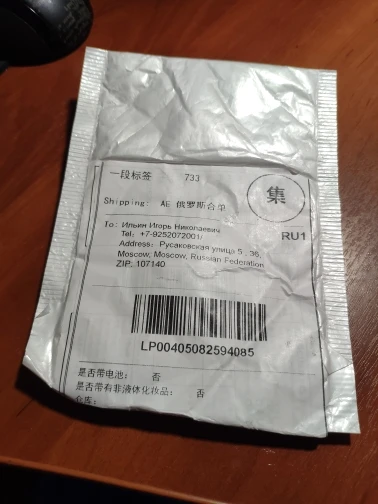 一段标签 733
集
Shipping: AE 俄罗斯合单
RU1
To: Ильин Игорь Николаевич
Tel: +7-9252072001/
Address: Русаковская улица 5 , 36,
Moscow, Moscow, Russian Federation
ZIP, 107140
LP00405082594085
是否带电池: 否
是否带有非液体化妆品: 否
仓库: